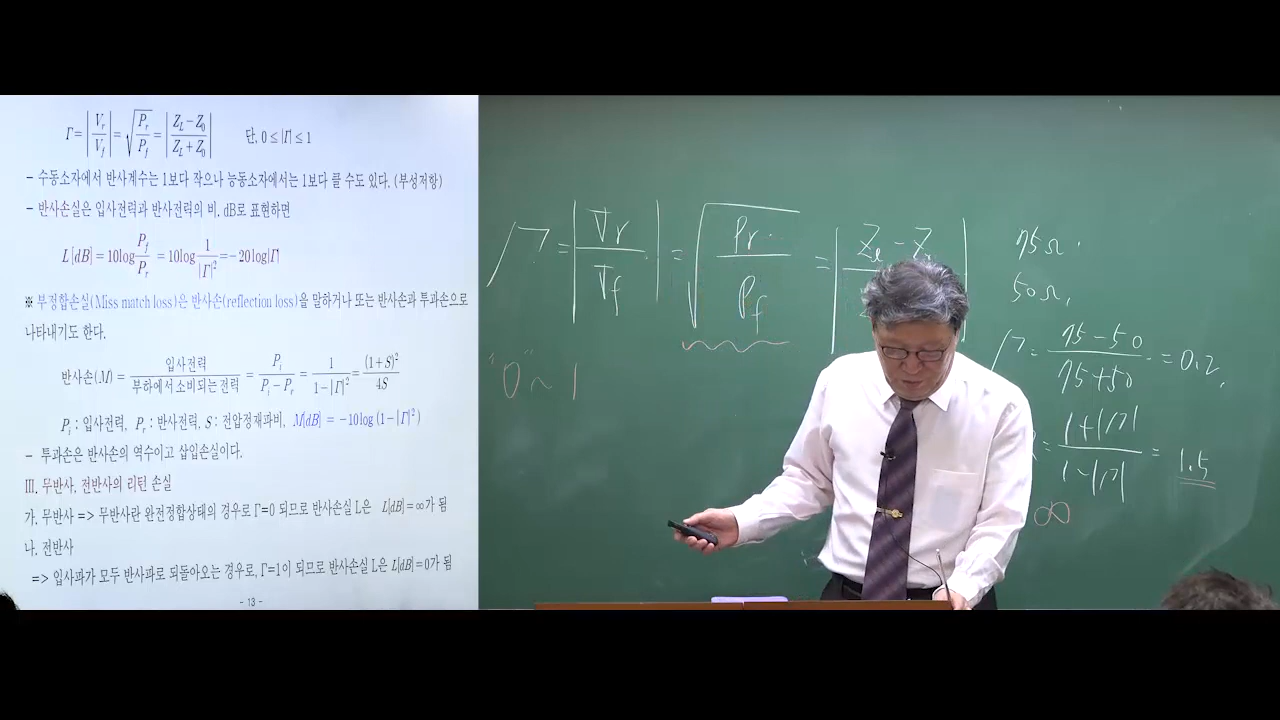 Γ = |V_r / V_f| = √(P_r / P_f) = |(Z_L − Z_0) / (Z_L + Z_0)| 단, 0 ≤ |Γ| ≤ 1
− 수동소자에서 반사계수는 1보다 작으나 능동소자에서는 1보다 클 수도 있다. (부성저항)
− 반사손실은 입사전력과 반사전력의 비, dB로 표현하면
L[dB] = 10log P_f / P_r = 10log 1 / |Γ|² = −20log|Γ|
※ 부정합손실(Miss match loss)은 반사손(reflection loss)을 말하거나 또는 반사손과 투과손으로
나타내기도 한다.
반사손(M) = 입사전력 / 부하에서 소비되는 전력 = P_i / (P_i − P_r) = 1 / (1−|Γ|²) = (1+S)² / 4S
P_i : 입사전력, P_r : 반사전력, S : 전압정재파비, M[dB] = −10log (1−|Γ|²)
− 투과손은 반사손의 역수이고 삽입손실이다.
Ⅲ. 무반사, 전반사의 리턴 손실
가. 무반사 => 무반사란 완전정합상태의 경우로 Γ=0 되므로 반사손실 L은 L[dB] = ∞가 됨
나. 전반사
=> 입사파가 모두 반사파로 되돌아오는 경우로, Γ=1이 되므로 반사손실 L은 L[dB] = 0가 됨
- 13 -
Γ = |V_r / V_f| = √(P_r / P_f) =
"0" ~ 1
75Ω
50Ω,
Γ = (75−50) / (75+50) = 0.2,
= (1+|Γ|) / (1−|Γ|) = 1.5
∞